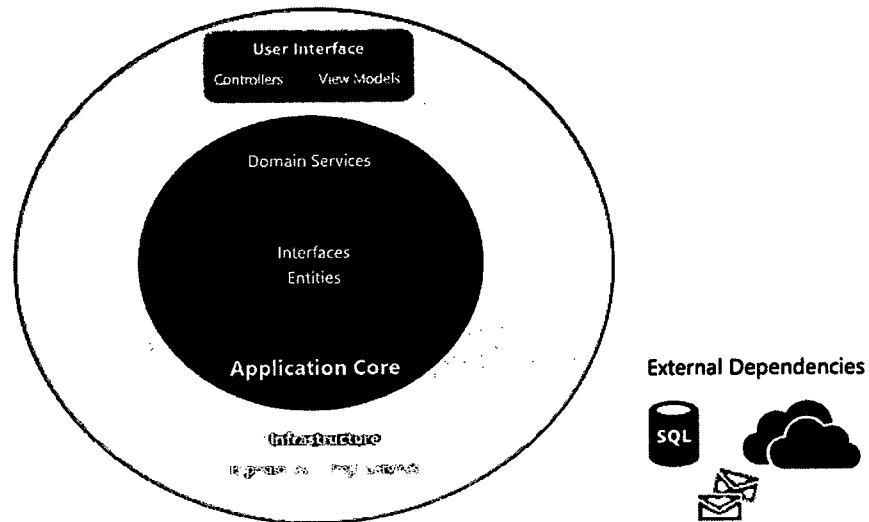 User Interface
Controllers View Models
Domain Services
Interfaces
Entities
Application Core
Infrastructure
External Dependencies
SQL